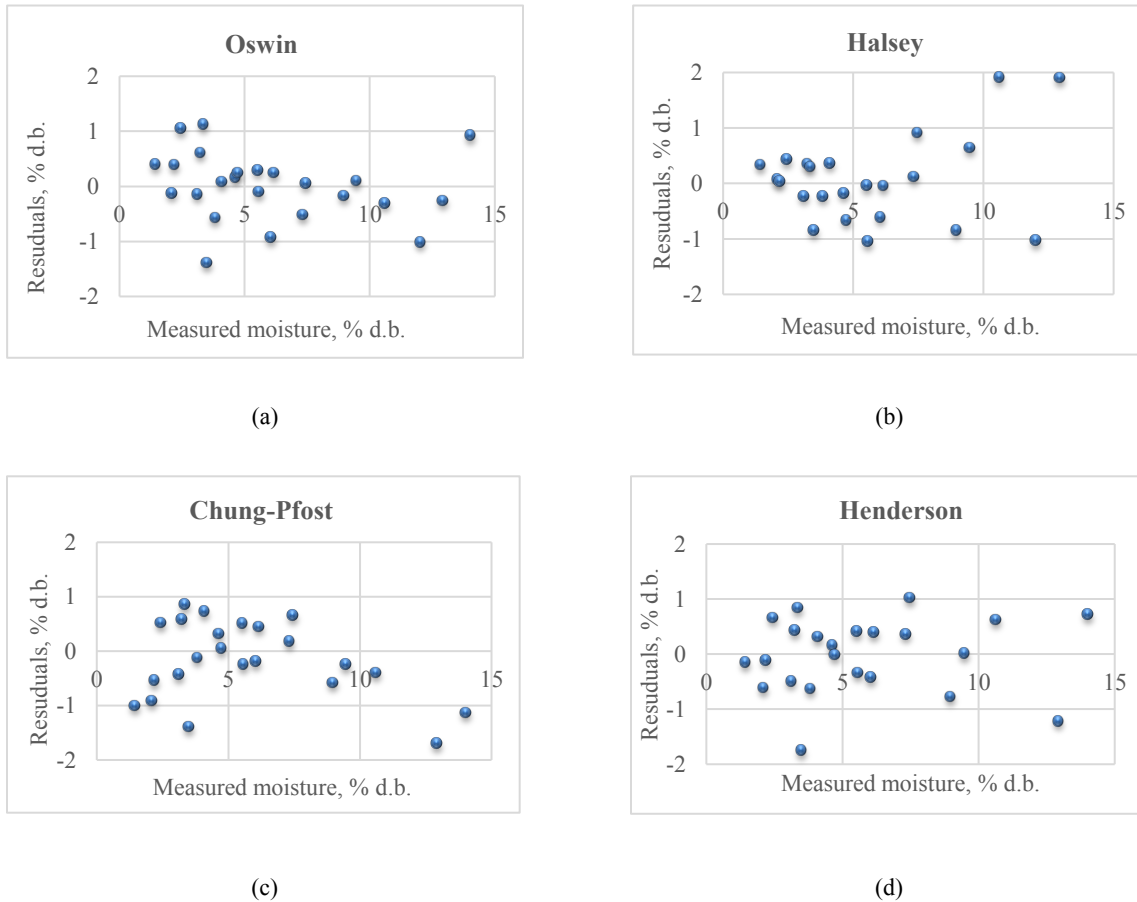 Oswin
2
1
0
-1
-2
0
5
10
15
Resuduals, % d.b.
Measured moisture, % d.b.
(a)
Halsey
2
1
0
-1
-2
0
5
10
15
Resuduals, % d.b.
Measured moisture, % d.b.
(b)
Chung-Pfost
2
1
0
-1
-2
0
5
10
15
Resuduals, % d.b.
Measured moisture, % d.b.
(c)
Henderson
2
1
0
-1
-2
0
5
10
15
Resuduals, % d.b.
Measured moisture, % d.b.
(d)